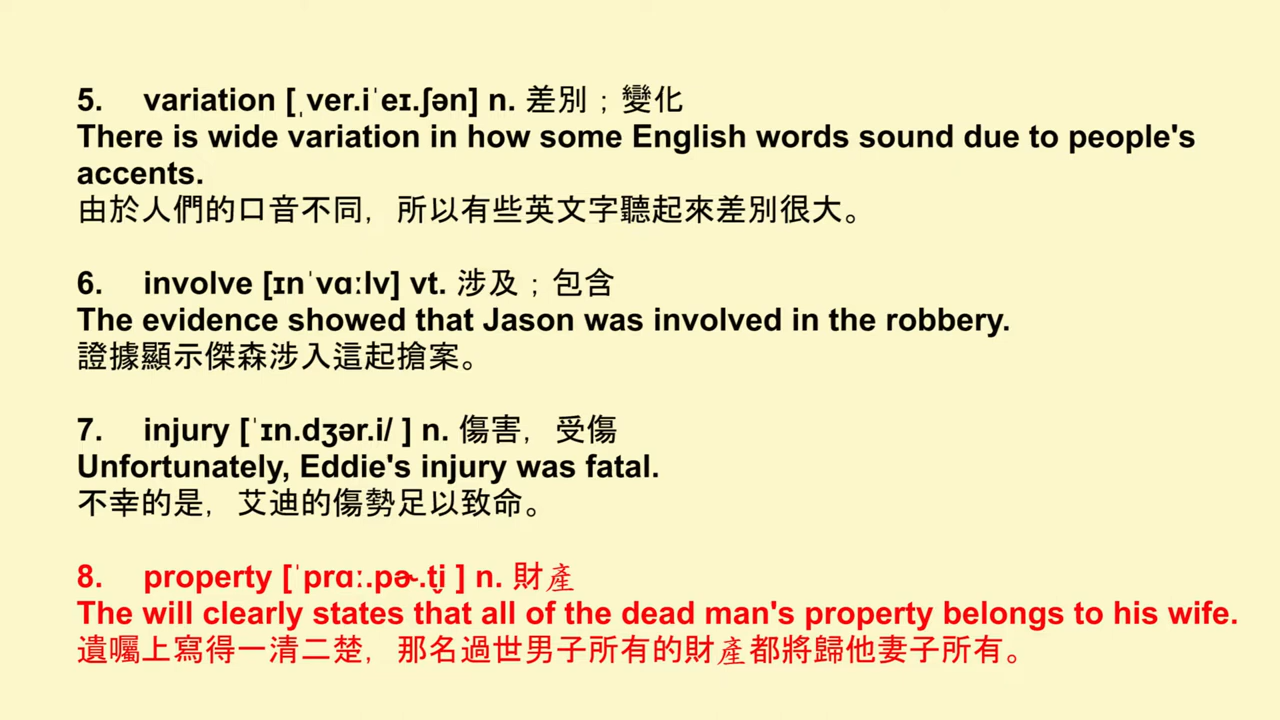 5. variation [ˌver.iˈeɪ.ʃən] n. 差別；變化
There is wide variation in how some English words sound due to people's
accents.
由於人們的口音不同，所以有些英文字聽起來差別很大。
6. involve [ɪnˈvɑːlv] vt. 涉及；包含
The evidence showed that Jason was involved in the robbery.
證據顯示傑森涉入這起搶案。
7. injury [ˈɪn.dʒər.i/ ] n. 傷害，受傷
Unfortunately, Eddie's injury was fatal.
不幸的是，艾迪的傷勢足以致命。
8. property [ˈprɑː.pɚ.t̬i ] n. 財產
The will clearly states that all of the dead man's property belongs to his wife.
遺囑上寫得一清二楚，那名過世男子所有的財產都將歸他妻子所有。